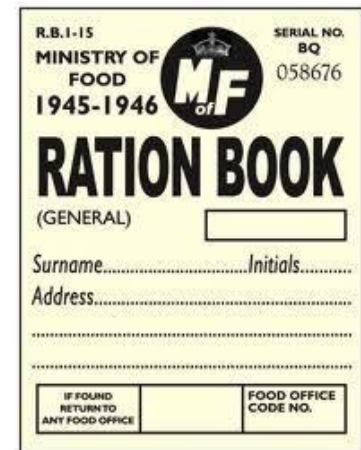 R.B.1-15
MINISTRY OF
FOOD
1945-1946
M of F
SERIAL NO.
BQ
058676
RATION BOOK
(GENERAL)
Surname..............................Initials...........
Address......................................................
IF FOUND
RETURN TO
ANY FOOD OFFICE
FOOD OFFICE
CODE NO.